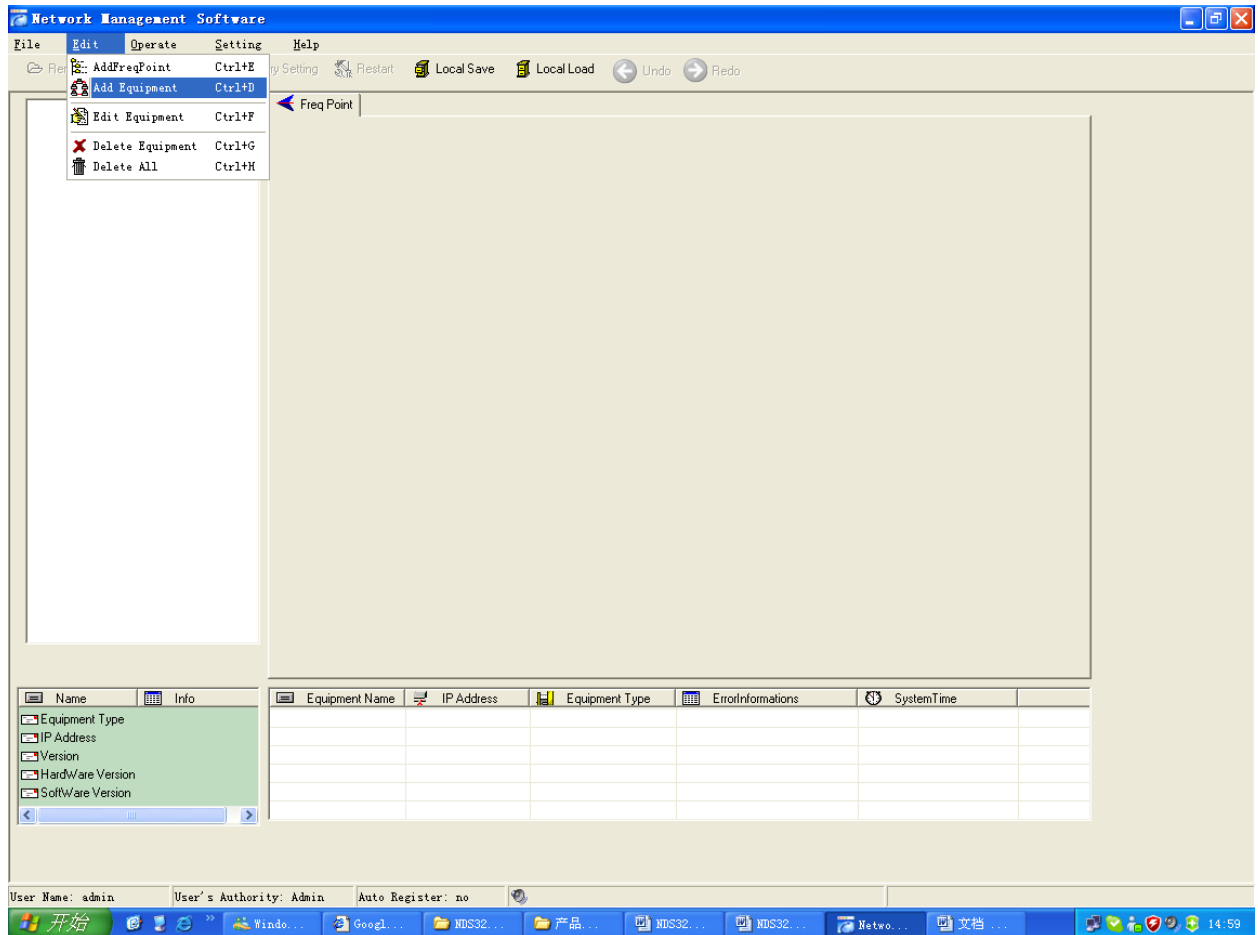 Network Management Software
File Edit Operate Setting Help
AddFreqPoint Ctrl+E
Add Equipment Ctrl+D
Edit Equipment Ctrl+F
Delete Equipment Ctrl+G
Delete All Ctrl+H
Setting Restart Local Save Local Load Undo Redo
Freq Point
Name Info
Equipment Type
IP Address
Version
HardWare Version
SoftWare Version
Equipment Name IP Address Equipment Type ErrorInformations SystemTime
User Name: admin User's Authority: Admin Auto Register: no
开始 Windo... Googl... NDS32... 产品... NDS32... NDS32... Netwo... 文档 ... 14:59